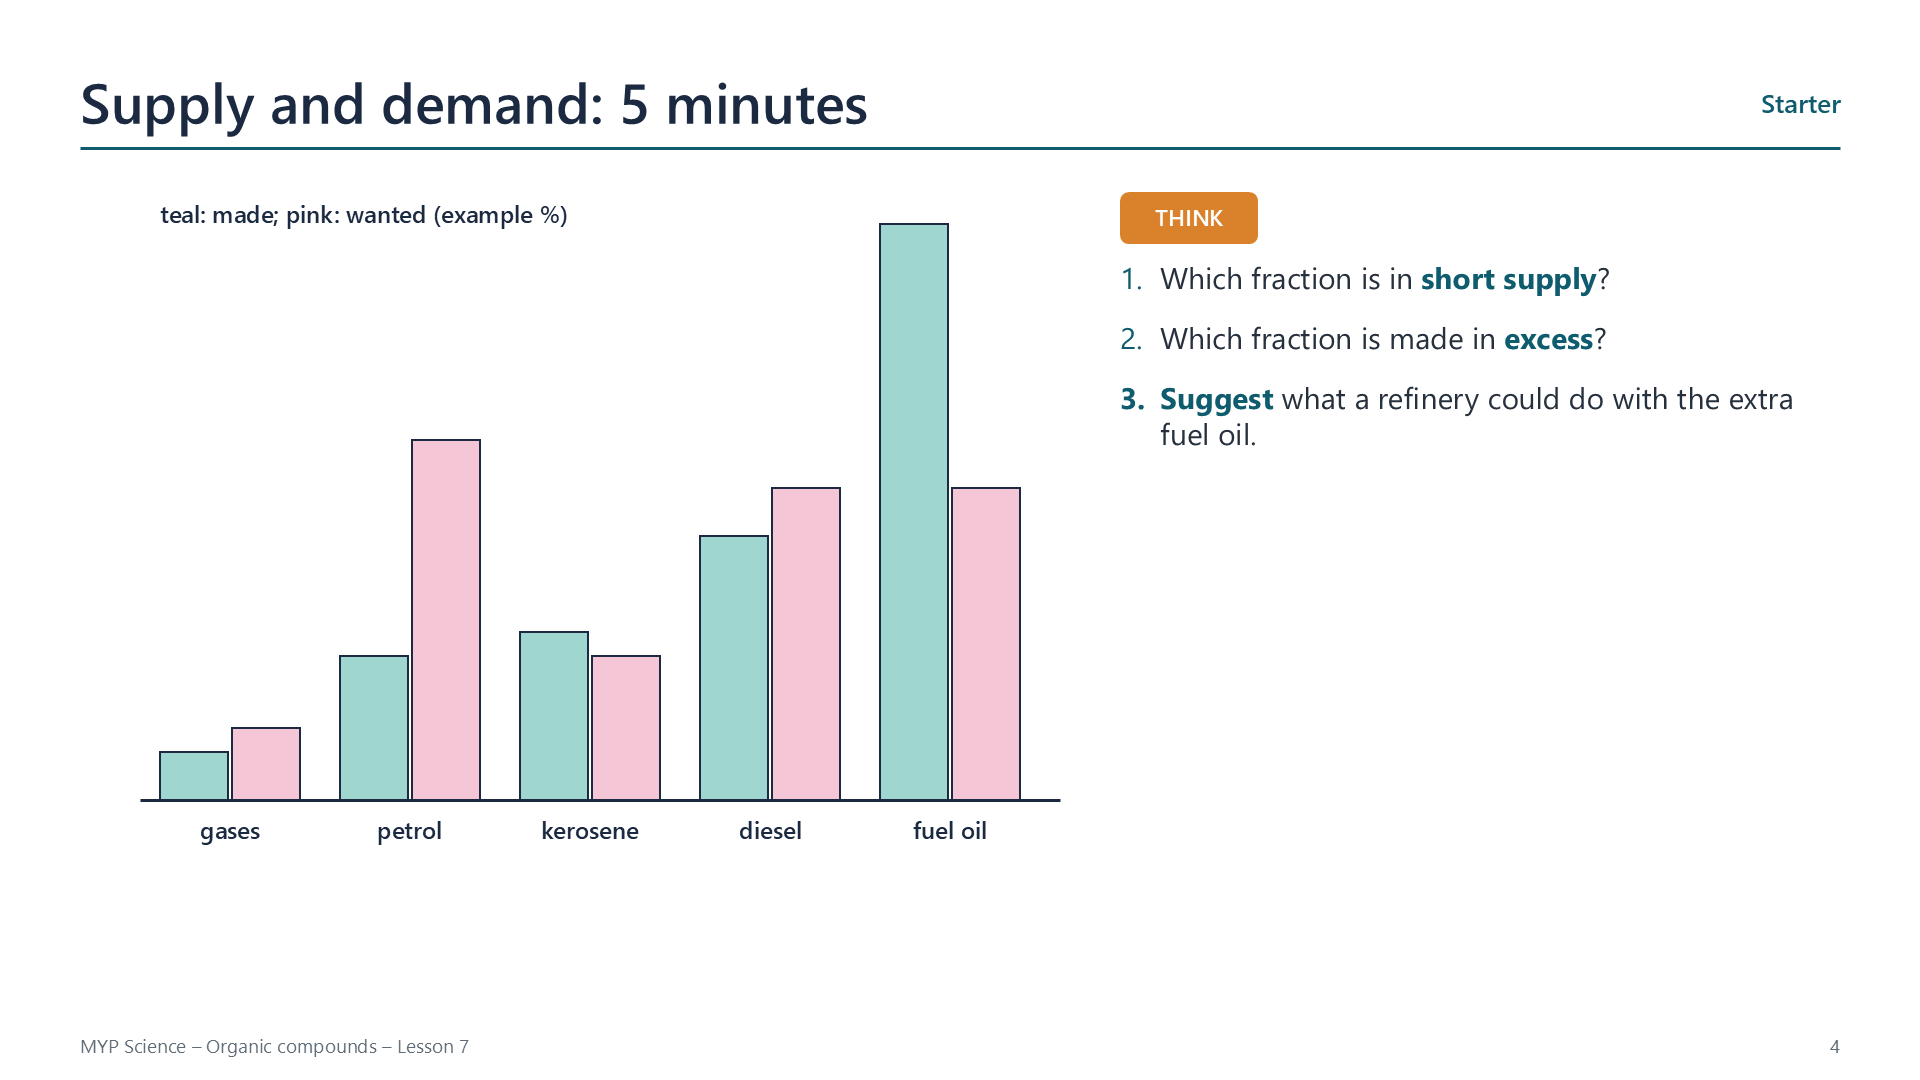 Supply and demand: 5 minutes
Starter
teal: made; pink: wanted (example %)
gases
petrol
kerosene
diesel
fuel oil
THINK
1. Which fraction is in short supply?
2. Which fraction is made in excess?
3. Suggest what a refinery could do with the extra
fuel oil.
MYP Science – Organic compounds – Lesson 7
4